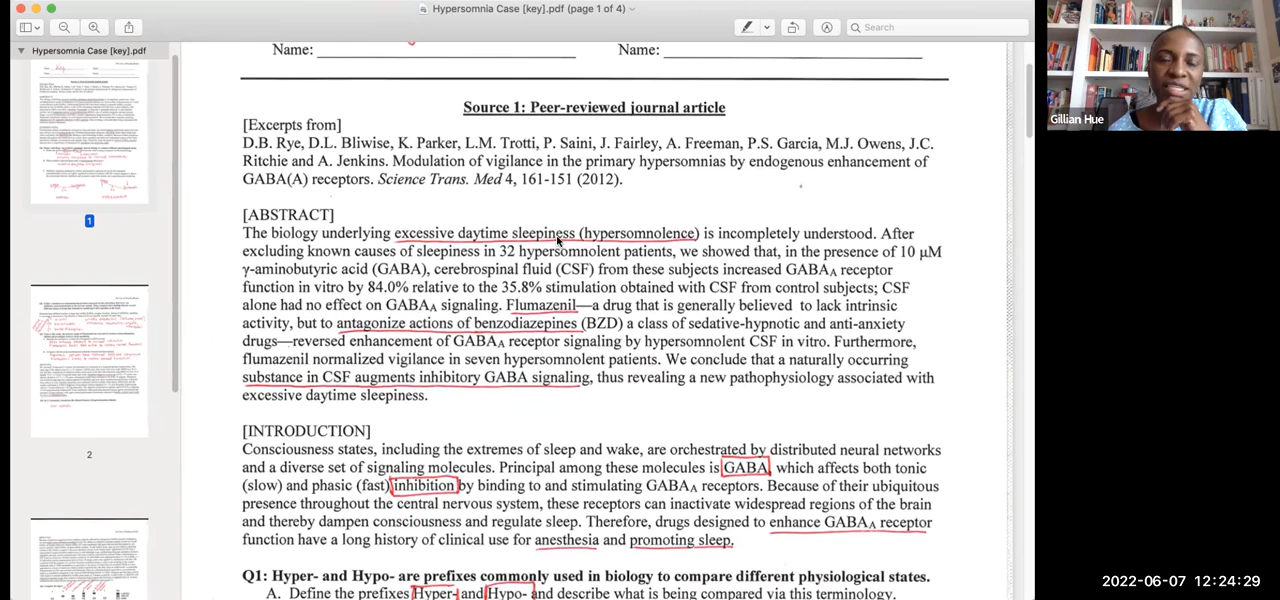 Hypersomnia Case [key].pdf (page 1 of 4)
Search
Hypersomnia Case [key].pdf
1
2
Name: Name:
Source 1: Peer reviewed journal article
[Excerpts from]
D.B. Rye, D.L. Bliwise, K. Parker, L.M. Trotti, P. Saini, J. Fairley, A. Freeman, P.S. Garcia, M.J. Owens, J.C.
Ritchie and A. Jenkins. Modulation of vigilance in the primary hypersomnias by endogenous enhancement of
GABA(A) receptors Science Trans. Med 4, 161-151 (2012).
[ABSTRACT]
The biology underlying excessive daytime sleepiness (hypersomnolence) is incompletely understood. After
excluding known causes of sleepiness in 32 hypersomnolent patients, we showed that, in the presence of 10 μM
γ-aminobutyric acid (GABA), cerebrospinal fluid (CSF) from these subjects increased GABAA receptor
function in vitro by 84.0% relative to the 35.8% stimulation obtained with CSF from control subjects; CSF
alone had no effect on GABAA signaling. Flumazenil—a drug that is generally believed to lack intrinsic
activity, but to antagonize actions of benzodizepine (BZD) a class of sedative-hypnotic and anti-anxiety
drugs—reversed enhancement of GABAA receptor signaling by hypersomnolent CSF in vitro. Furthermore,
flumazenil normalized vigilance in seven hypersomnolent patients. We conclude that a naturally occurring
substance in CSF augments inhibitory GABA signaling, thus revealing a new pathophysiology associated with
excessive daytime sleepiness.
[INTRODUCTION]
Consciousness states, including the extremes of sleep and wake, are orchestrated by distributed neural networks
and a diverse set of signaling molecules. Principal among these molecules is GABA, which affects both tonic
(slow) and phasic (fast) inhibition by binding to and stimulating GABAA receptors. Because of their ubiquitous
presence throughout the central nervous system, these receptors can inactivate widespread regions of the brain
and thereby dampen consciousness and regulate sleep. Therefore, drugs designed to enhance GABAA receptor
function have a long history of clinical use for anesthesia and promoting sleep.
Q1: Hyper- and Hypo- are prefixes commonly used in biology to compare normal physiological states.
A. Define the prefixes Hyper- and Hypo- and describe what is being compared via this terminology.
Gillian Hue
2022-06-07 12:24:29